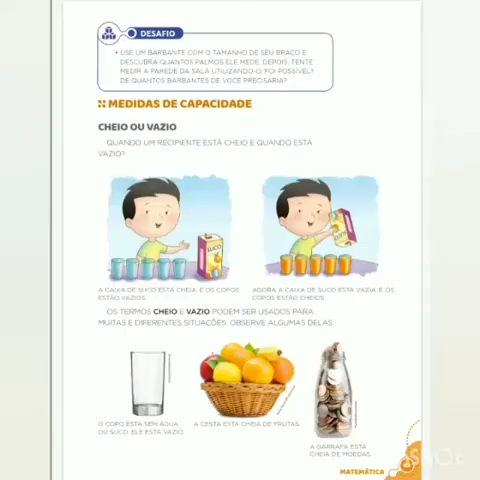 DESAFIO
• USE UM BARBANTE COM O TAMANHO DE SEU BRAÇO E
DESCUBRA QUANTOS PALMOS ELE MEDE. DEPOIS, TENTE
MEDIR A PAREDE DA SALA UTILIZANDO-O. FOI POSSÍVEL?
DE QUANTOS BARBANTES DE VOCÊ PRECISARIA?
MEDIDAS DE CAPACIDADE
CHEIO OU VAZIO
QUANDO UM RECIPIENTE ESTÁ CHEIO E QUANDO ESTÁ
VAZIO?
SUCO
A CAIXA DE SUCO ESTÁ CHEIA, E OS COPOS
ESTÃO VAZIOS.
SUCO
AGORA A CAIXA DE SUCO ESTÁ VAZIA, E OS
COPOS ESTÃO CHEIOS.
OS TERMOS CHEIO E VAZIO PODEM SER USADOS PARA
MUITAS E DIFERENTES SITUAÇÕES. OBSERVE ALGUMAS DELAS.
O COPO ESTÁ SEM ÁGUA
OU SUCO. ELE ESTÁ VAZIO.
A CESTA ESTÁ CHEIA DE FRUTAS.
A GARRAFA ESTÁ
CHEIA DE MOEDAS.
MATEMÁTICA